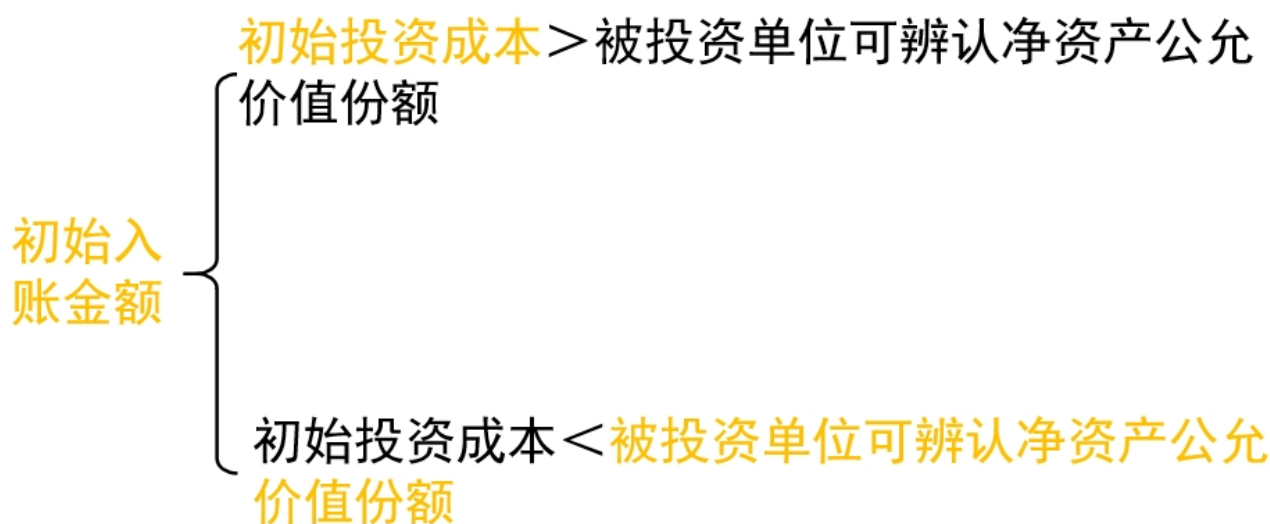 初始投资成本＞被投资单位可辨认净资产公允
价值份额
初始入
账金额
初始投资成本＜被投资单位可辨认净资产公允
价值份额